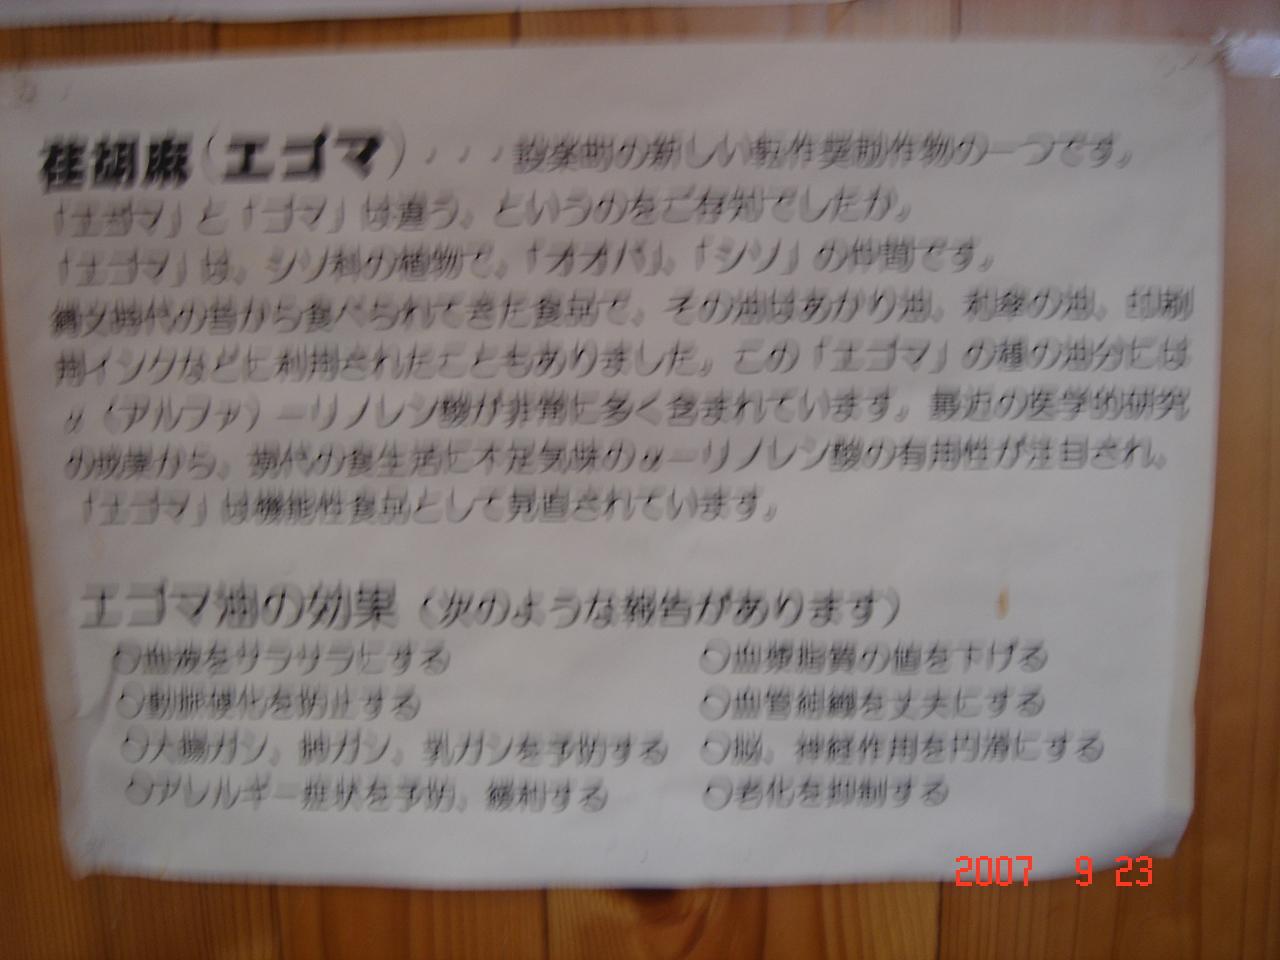 荏胡麻（エゴマ）・・・設楽町の新しい転作奨励作物の一つです。
「エゴマ」と「ゴマ」は違う、というのをご存知でしたか。
「エゴマ」は、シソ科の植物で、「オオバ」、「シソ」の仲間です。
縄文時代の昔から食べられてきた食品で、その油はあかり油、和傘の油、印刷
用インクなどに利用されたこともありました。この「エゴマ」の種の油分には
α（アルファ）－リノレン酸が非常に多く含まれています。最近の医学的研究
の成果から、現代の食生活に不足気味のα－リノレン酸の有用性が注目され、
「エゴマ」は機能性食品として見直されています。
エゴマ油の効果（次のような報告があります）
○血液をサラサラにする
○動脈硬化を防止する
○大腸ガン、肺ガン、乳ガンを予防する
○アレルギー症状を予防、緩和する
○血漿脂質の値を下げる
○血管組織を丈夫にする
○脳、神経作用を円滑にする
○老化を抑制する
2007 9 23